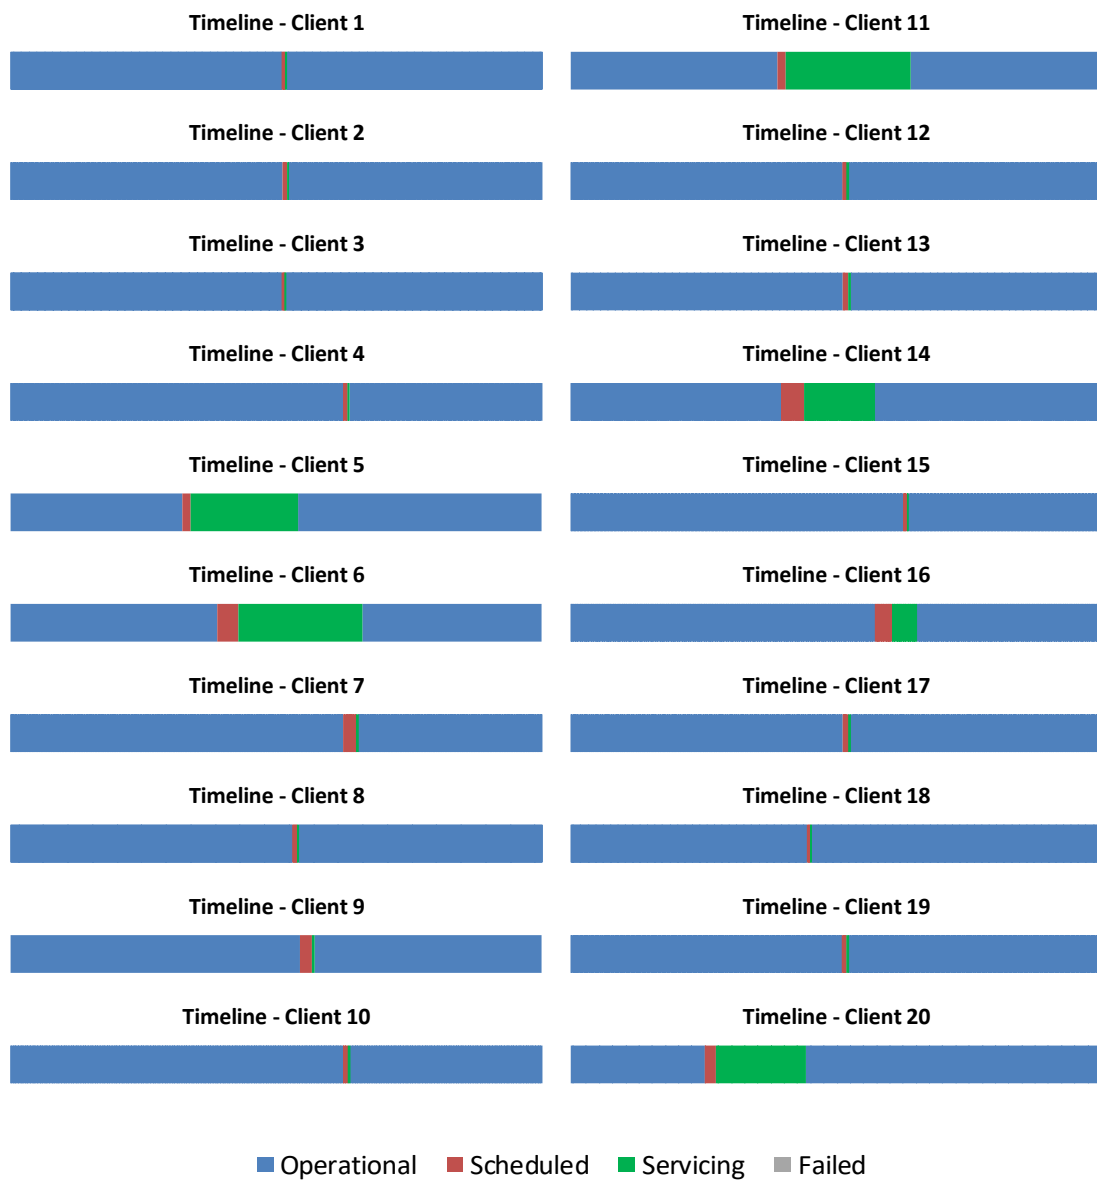 Timeline - Client 1
Timeline - Client 11
Timeline - Client 2
Timeline - Client 12
Timeline - Client 3
Timeline - Client 13
Timeline - Client 4
Timeline - Client 14
Timeline - Client 5
Timeline - Client 15
Timeline - Client 6
Timeline - Client 16
Timeline - Client 7
Timeline - Client 17
Timeline - Client 8
Timeline - Client 18
Timeline - Client 9
Timeline - Client 19
Timeline - Client 10
Timeline - Client 20
Operational Scheduled Servicing Failed